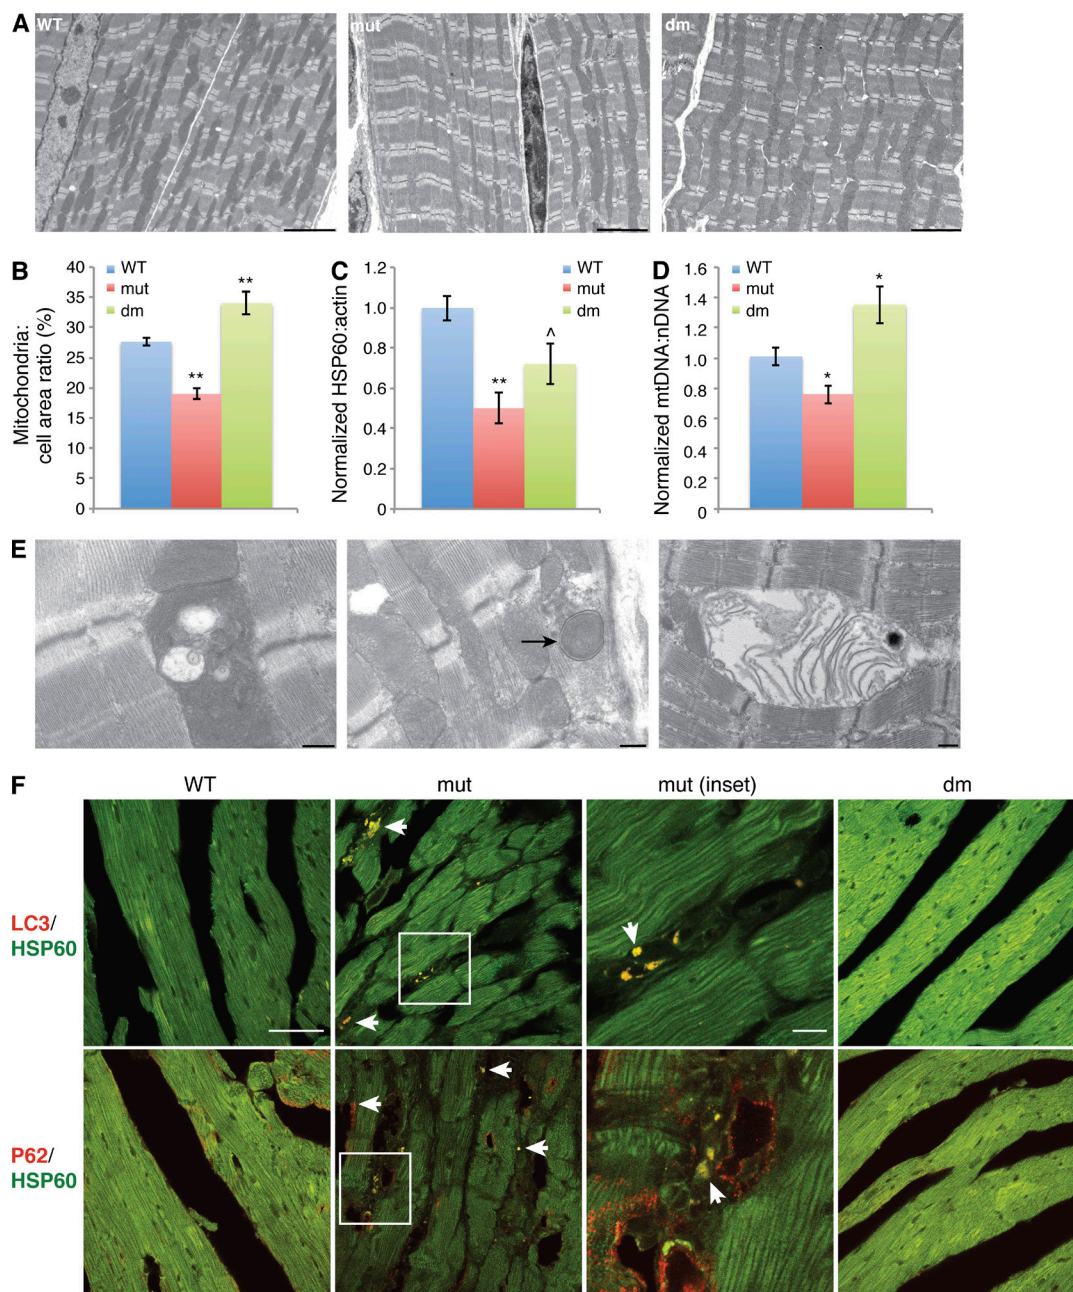 A WT mut dm
B
Mitochondria:
cell area ratio (%)
40
35
30
25
20
15
10
5
0
WT
mut
dm
**
**
C
Normalized HSP60:actin
1.2
1.0
0.8
0.6
0.4
0.2
0
WT
mut
dm
**
^
D
Normalized mtDNA:nDNA
1.6
1.4
1.2
1.0
0.8
0.6
0.4
0.2
0
WT
mut
dm
*
*
E
F WT mut mut (inset) dm
LC3/
HSP60
P62/
HSP60